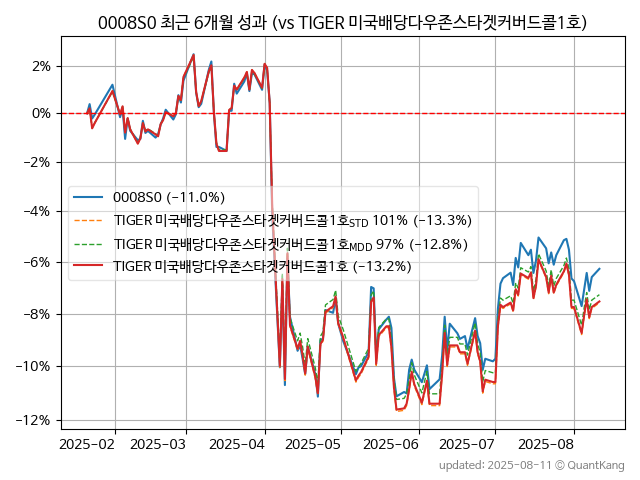 0008S0 최근 6개월 성과 (vs TIGER 미국배당다우존스타겟커버드콜1호)
2%
0%
−2%
−4%
−6%
−8%
−10%
−12%
0008S0 (−11.0%)
TIGER 미국배당다우존스타겟커버드콜1호STD 101% (−13.3%)
TIGER 미국배당다우존스타겟커버드콜1호MDD 97% (−12.8%)
TIGER 미국배당다우존스타겟커버드콜1호 (−13.2%)
2025-02 2025-03 2025-04 2025-05 2025-06 2025-07 2025-08
updated: 2025-08-11 © QuantKang